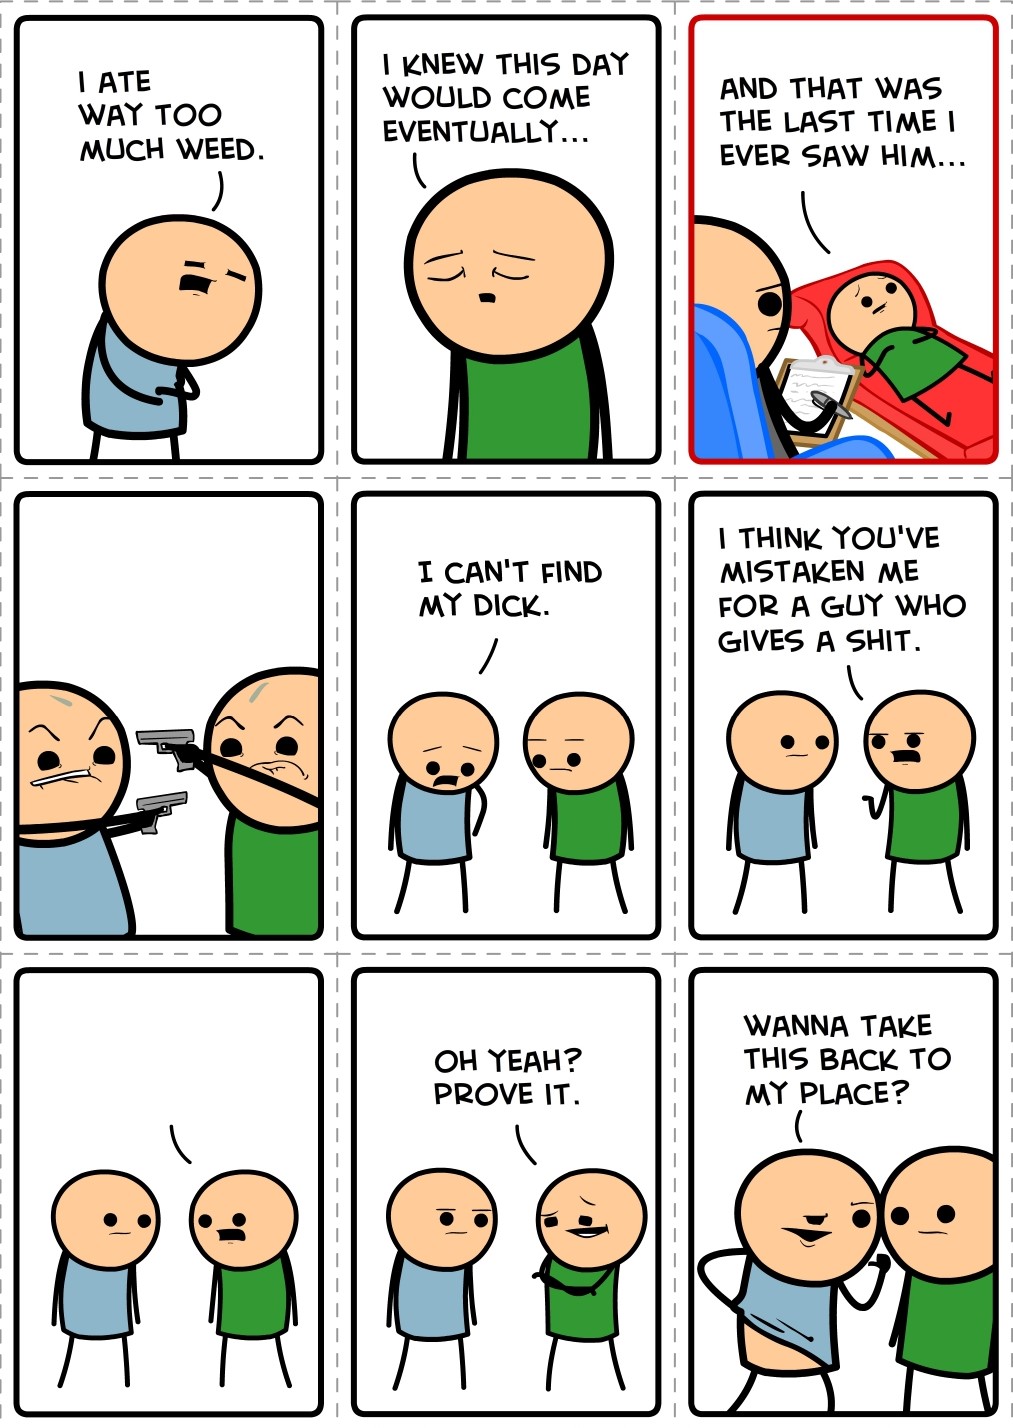 I ATE
WAY TOO
MUCH WEED.
I KNEW THIS DAY
WOULD COME
EVENTUALLY...
AND THAT WAS
THE LAST TIME I
EVER SAW HIM...
I CAN'T FIND
MY DICK.
I THINK YOU'VE
MISTAKEN ME
FOR A GUY WHO
GIVES A SHIT.
OH YEAH?
PROVE IT.
WANNA TAKE
THIS BACK TO
MY PLACE?